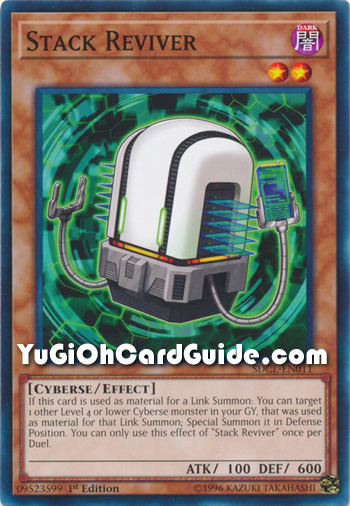 STACK REVIVER
DARK
闇
YuGiOhCardGuide.com
SDCL-EN011
[CYBERSE/EFFECT]
If this card is used as material for a Link Summon: You can target
1 other Level 4 or lower Cyberse monster in your GY, that was used
as material for that Link Summon; Special Summon it in Defense
Position. You can only use this effect of "Stack Reviver" once per
Duel.
ATK/ 100 DEF/ 600
09523599 1st Edition
©1996 KAZUKI TAKAHASHI